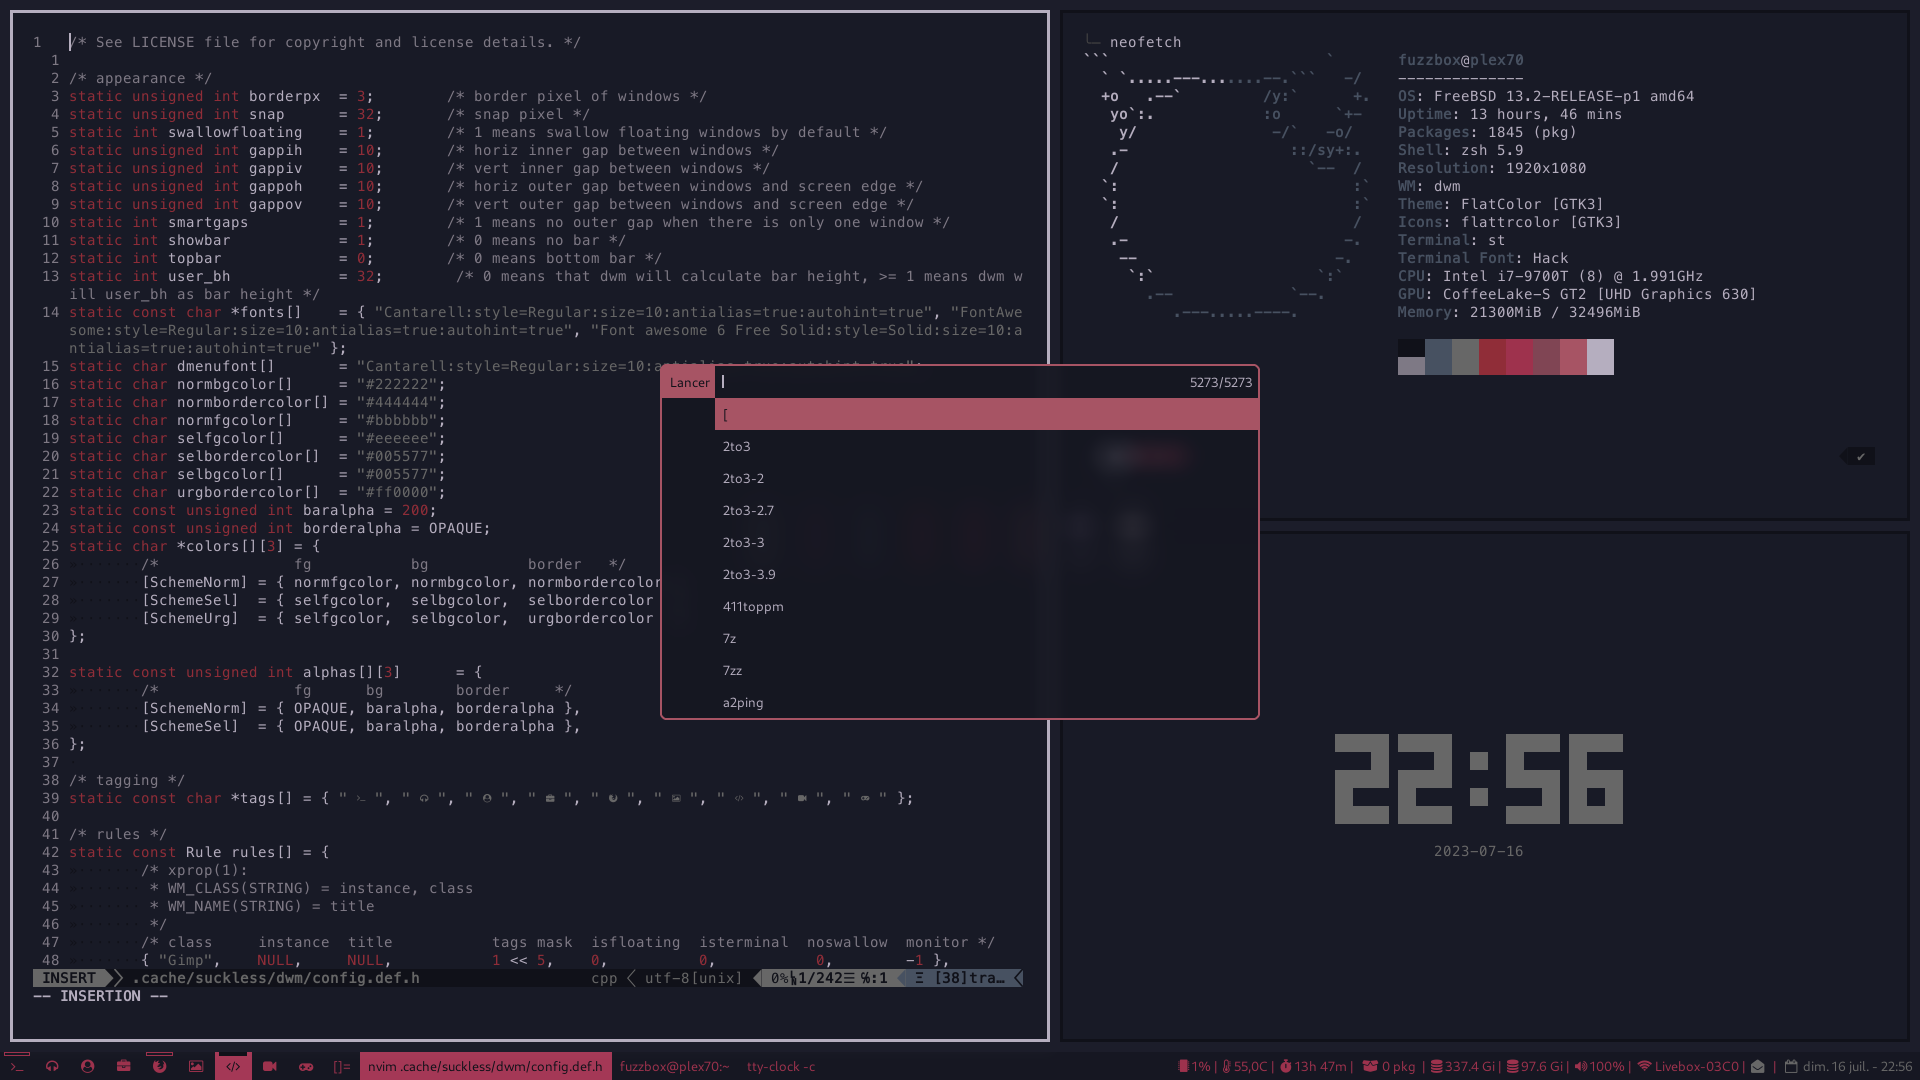 1   /* See LICENSE file for copyright and license details. */
1
2 /* appearance */
3 static unsigned int borderpx  = 3;        /* border pixel of windows */
4 static unsigned int snap      = 32;       /* snap pixel */
5 static int swallowfloating    = 1;        /* 1 means swallow floating windows by default */
6 static unsigned int gappih    = 10;       /* horiz inner gap between windows */
7 static unsigned int gappiv    = 10;       /* vert inner gap between windows */
8 static unsigned int gappoh    = 10;       /* horiz outer gap between windows and screen edge */
9 static unsigned int gappov    = 10;       /* vert outer gap between windows and screen edge */
10 static int smartgaps          = 1;        /* 1 means no outer gap when there is only one window */
11 static int showbar            = 1;        /* 0 means no bar */
12 static int topbar             = 0;        /* 0 means bottom bar */
13 static int user_bh            = 32;        /* 0 means that dwm will calculate bar height, >= 1 means dwm w
ill user_bh as bar height */
14 static const char *fonts[]    = { "Cantarell:style=Regular:size=10:antialias=true:autohint=true", "FontAwe
some:style=Regular:size=10:antialias=true:autohint=true", "Font awesome 6 Free Solid:style=Solid:size=10:a
ntialias=true:autohint=true" };
15 static char dmenufont[]       = "Cantarell:style=Regular:size=10:antialias=true:autohint=true";
16 static char normbgcolor[]     = "#222222";
17 static char normbordercolor[] = "#444444";
18 static char normfgcolor[]     = "#bbbbbb";
19 static char selfgcolor[]      = "#eeeeee";
20 static char selbordercolor[]  = "#005577";
21 static char selbgcolor[]      = "#005577";
22 static char urgbordercolor[]  = "#ff0000";
23 static const unsigned int baralpha = 200;
24 static const unsigned int borderalpha = OPAQUE;
25 static char *colors[][3] = {
26 /*               fg           bg           border   */
27 [SchemeNorm] = { normfgcolor, normbgcolor, normbordercolor
28 [SchemeSel]  = { selfgcolor,  selbgcolor,  selbordercolor
29 [SchemeUrg]  = { selfgcolor,  selbgcolor,  urgbordercolor
30 };
31
32 static const unsigned int alphas[][3]      = {
33 /*               fg      bg        border     */
34 [SchemeNorm] = { OPAQUE, baralpha, borderalpha },
35 [SchemeSel]  = { OPAQUE, baralpha, borderalpha },
36 };
37
38 /* tagging */
39 static const char *tags[] = { " >_ ", "  ", "  ", "  ", "  ", "  ", " </> ", "  ", "  " };
40
41 /* rules */
42 static const Rule rules[] = {
43 /* xprop(1):
44  * WM_CLASS(STRING) = instance, class
45  * WM_NAME(STRING) = title
46  */
47 /* class     instance  title           tags mask  isfloating  isterminal  noswallow  monitor */
48 { "Gimp",    NULL,     NULL,           1 << 5,    0,          0,           0,         -1 },
INSERT .cache/suckless/dwm/config.def.h cpp utf-8[unix] 0% 1/242☰ ℅:1 Ξ [38]tra…
-- INSERTION --
neofetch
fuzzbox@plex70
--------------
OS: FreeBSD 13.2-RELEASE-p1 amd64
Uptime: 13 hours, 46 mins
Packages: 1845 (pkg)
Shell: zsh 5.9
Resolution: 1920x1080
WM: dwm
Theme: FlatColor [GTK3]
Icons: flattrcolor [GTK3]
Terminal: st
Terminal Font: Hack
CPU: Intel i7-9700T (8) @ 1.991GHz
GPU: CoffeeLake-S GT2 [UHD Graphics 630]
Memory: 21300MiB / 32496MiB
✔
Lancer 5273/5273
[
2to3
2to3-2
2to3-2.7
2to3-3
2to3-3.9
411toppm
7z
7zz
a2ping
22:56
2023-07-16
>_ </> []= nvim .cache/suckless/dwm/config.def.h fuzzbox@plex70:~ tty-clock -c 1% | 55,0C | 13h 47m | 0 pkg | 337.4 Gi | 97.6 Gi | 100% | Livebox-03C0 | | dim. 16 juil. - 22:56